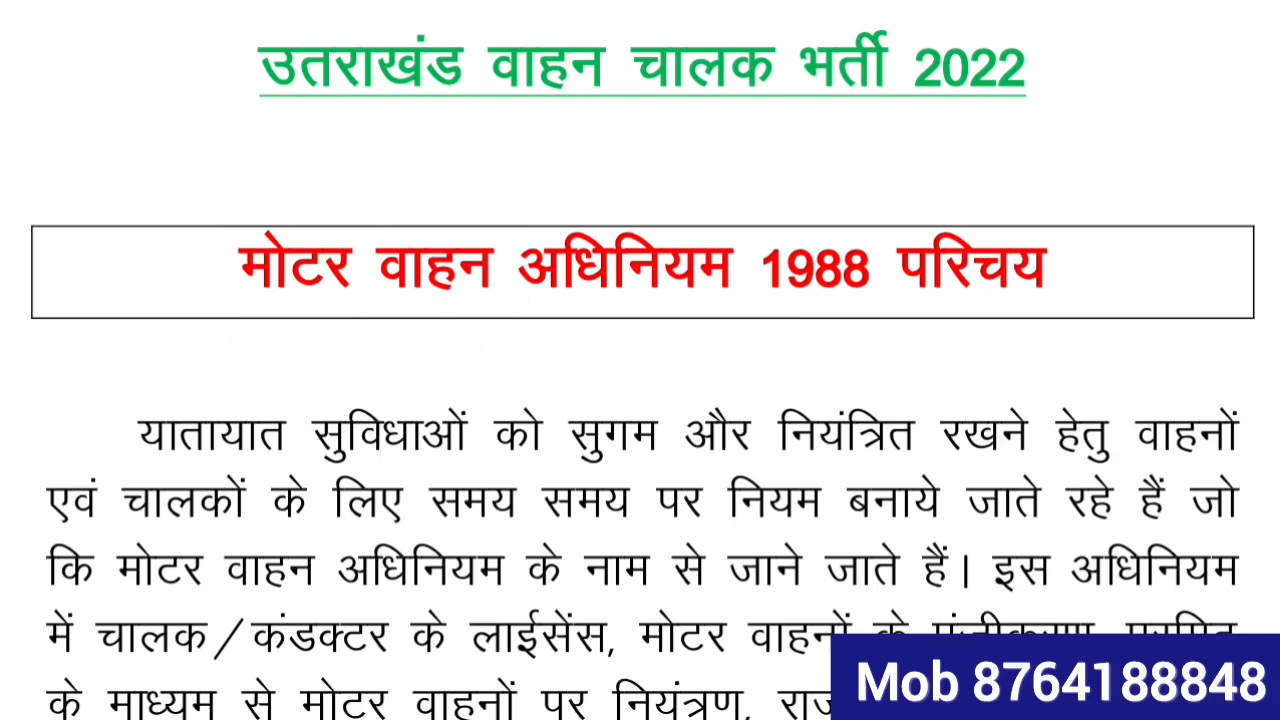 उतराखंड वाहन चालक भर्ती 2022
मोटर वाहन अधिनियम 1988 परिचय
यातायात सुविधाओं को सुगम और नियंत्रित रखने हेतु वाहनों
एवं चालकों के लिए समय समय पर नियम बनाये जाते रहे हैं जो
कि मोटर वाहन अधिनियम के नाम से जाने जाते हैं। इस अधिनियम
में चालक/कंडक्टर के लाईसेंस, मोटर वाहनों के
के माध्यम से मोटर वाहनों पर नियंत्रण,
Mob 8764188848